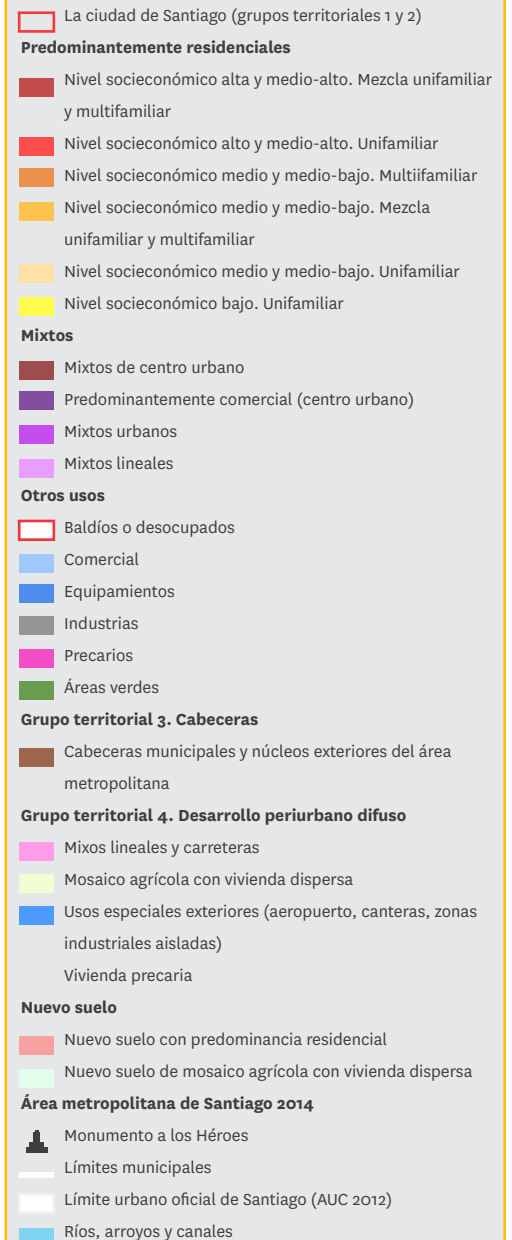 La ciudad de Santiago (grupos territoriales 1 y 2)
Predominantemente residenciales
Nivel socieconómico alta y medio-alto. Mezcla unifamiliar
y multifamiliar
Nivel socieconómico alto y medio-alto. Unifamiliar
Nivel socieconómico medio y medio-bajo. Multiifamiliar
Nivel socieconómico medio y medio-bajo. Mezcla
unifamiliar y multifamiliar
Nivel socieconómico medio y medio-bajo. Unifamiliar
Nivel socieconómico bajo. Unifamiliar
Mixtos
Mixtos de centro urbano
Predominantemente comercial (centro urbano)
Mixtos urbanos
Mixtos lineales
Otros usos
Baldíos o desocupados
Comercial
Equipamientos
Industrias
Precarios
Áreas verdes
Grupo territorial 3. Cabeceras
Cabeceras municipales y núcleos exteriores del área
metropolitana
Grupo territorial 4. Desarrollo periurbano difuso
Mixos lineales y carreteras
Mosaico agrícola con vivienda dispersa
Usos especiales exteriores (aeropuerto, canteras, zonas
industriales aisladas)
Vivienda precaria
Nuevo suelo
Nuevo suelo con predominancia residencial
Nuevo suelo de mosaico agrícola con vivienda dispersa
Área metropolitana de Santiago 2014
Monumento a los Héroes
Límites municipales
Límite urbano oficial de Santiago (AUC 2012)
Ríos, arroyos y canales